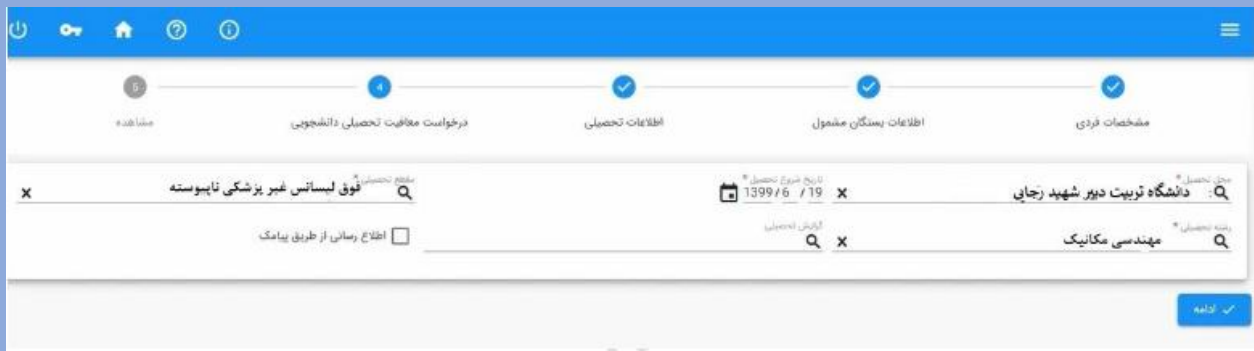 4
5
مشخصات فردی
اطلاعات بستگان مشمول
اطلاعات تحصیلی
درخواست معافیت تحصیلی دانشجویی
مشاهده
محل تحصیل *
دانشگاه تربیت دبیر شهید رجایی
تاریخ شروع تحصیل *
1399/6 /19
مقطع تحصیلی *
فوق لیسانس غیر پزشکی ناپیوسته
رشته تحصیلی *
مهندسی مکانیک
گرایش تحصیلی
اطلاع رسانی از طریق پیامک
ادامه